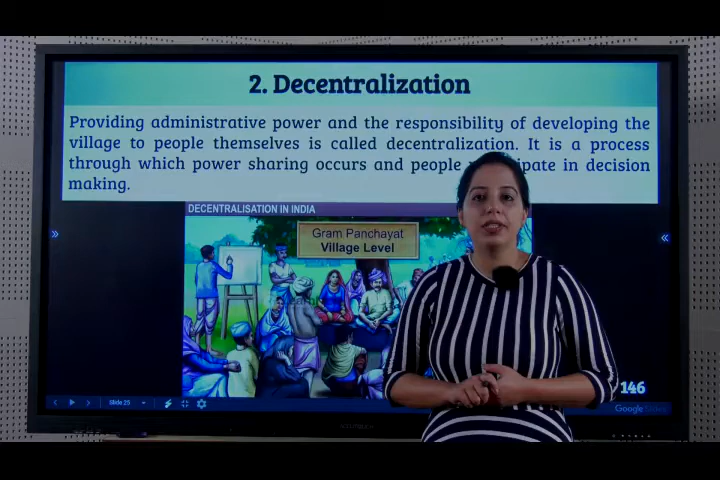 2. Decentralization
Providing administrative power and the responsibility of developing the
village to people themselves is called decentralization. It is a process
through which power sharing occurs and people in decision
making.
DECENTRALISATION IN INDIA
Gram Panchayat
Village Level
Slide 25
146
Google